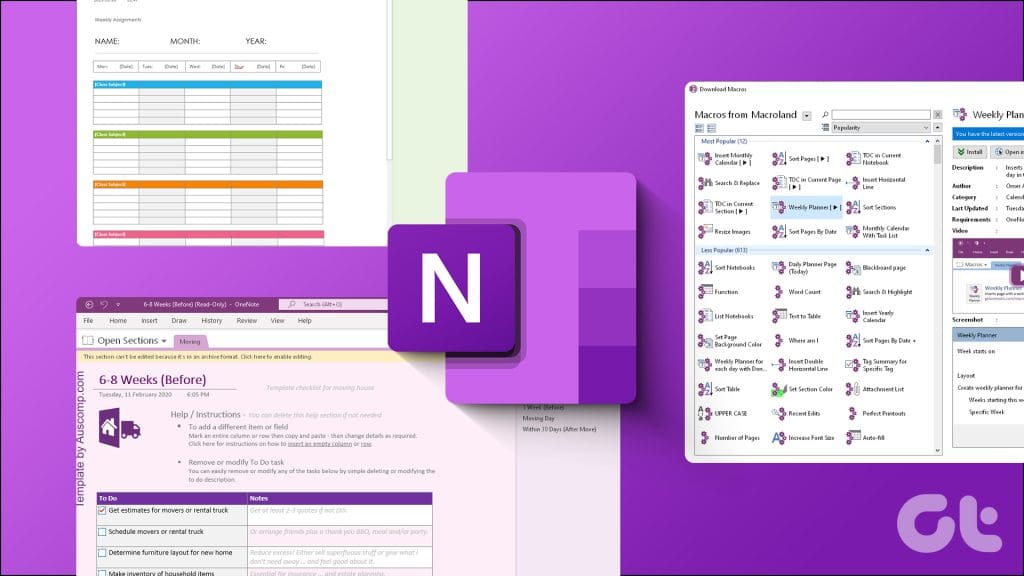 Weekly Assignments
NAME: MONTH: YEAR:
Mon: [Date] Tues: [Date] Wed: [Date] Thur [Date] Fri: [Date]
[Class Subject]
[Class Subject]
[Class Subject]
[Class Subject]
6-8 Weeks (Before) (Read-Only) - OneNote
Search (Alt+Q)
File Home Insert Draw History Review View Help
Open Sections Moving
This section can't be edited because it's in an archive format. Click here to enable editing.
6-8 Weeks (Before)
Template checklist for moving house
Tuesday, 11 February 2020 6:05 PM
Template by Auscomp.com
Help / Instructions - You can delete this help section if not needed
To add a different item or field
Mark an entire column or row then copy and paste - then change details as required.
Click here for instructions on how to insert an empty column or row.
Remove or modify To Do task
You can easily remove or modify any of the tasks below by simple deleting or modifying the
to do description.
To Do Notes
Get estimates for movers or rental truck Get at least 2-3 quotes if not DIY.
Schedule movers or rental truck Or arrange friends plus a thank you BBQ, meal and/or party.
Determine furniture layout for new home Reduce excess! Either sell superfluous stuff or give what I
don't need away ... and feel good about it.
Make inventory of household items Essential for insurance ... and estate planning.
1 Week (Before)
Moving Day
Within 30 Days (After Move)
N
Download Macros
Macros from Macroland
Popularity
Most Popular (12)
Insert Monthly
Calendar [▶]
Sort Pages [▶]
TOC in Current
Notebook
Search & Replace
TOC in Current Page
[▶]
Insert Horizontal
Line
TOC in Current
Section [▶]
Weekly Planner [▶]
Sort Sections
Resize Images
Sort Pages By Date
Monthly Calendar
With Task List
Less Popular (613)
Sort Notebooks
Daily Planner Page
(Today)
Blackboard page
Function
Word Count
Search & Highlight
List Notebooks
Text to Table
Insert Yearly
Calendar
Set Page
Background Color
Where am I
Sort Pages By Date +
Weekly Planner for
each day with Don...
Insert Double
Horizontal Line
Tag Summary for
Specific Tag
Sort Table
Set Section Color
Attachment List
UPPER CASE
Recent Edits
Perfect Printouts
Number of Pages
Increase Font Size
Auto-fill
Weekly Plan
You have the latest version
Install Open in
Description : Inserts
day in t
Author : Omer A
Category : Calenda
Last Updated : Tuesda
Requirements : OneNo
Video :
Weekly Planner
Screenshot :
Weekly Planner
Week starts on
Layout
Create weekly planner for
Weeks starting this wee
Specific Week
Gt